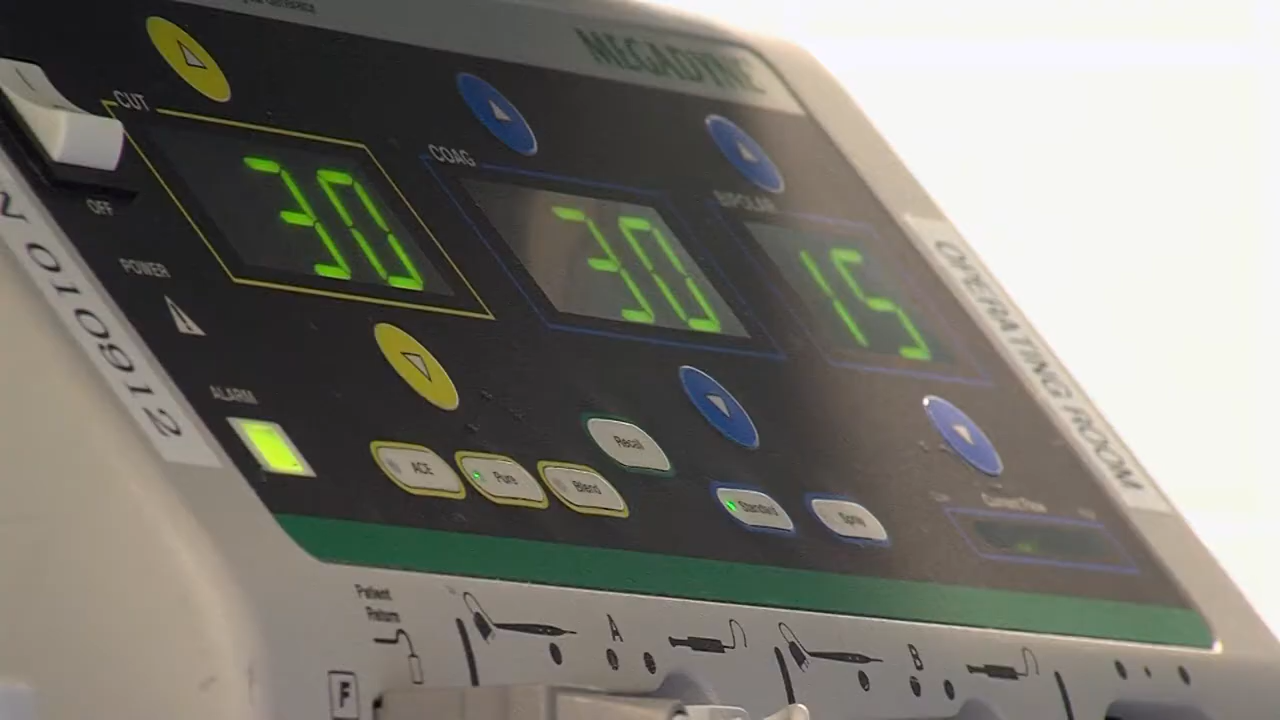 MEGADYNE
CUT
COAG
BIPOLAR
30
30
15
OFF
POWER
ALARM
ACE
Pure
Blend
Recall
Standard
Spray
OPERATING ROOM
Patient
Return
A
B
F